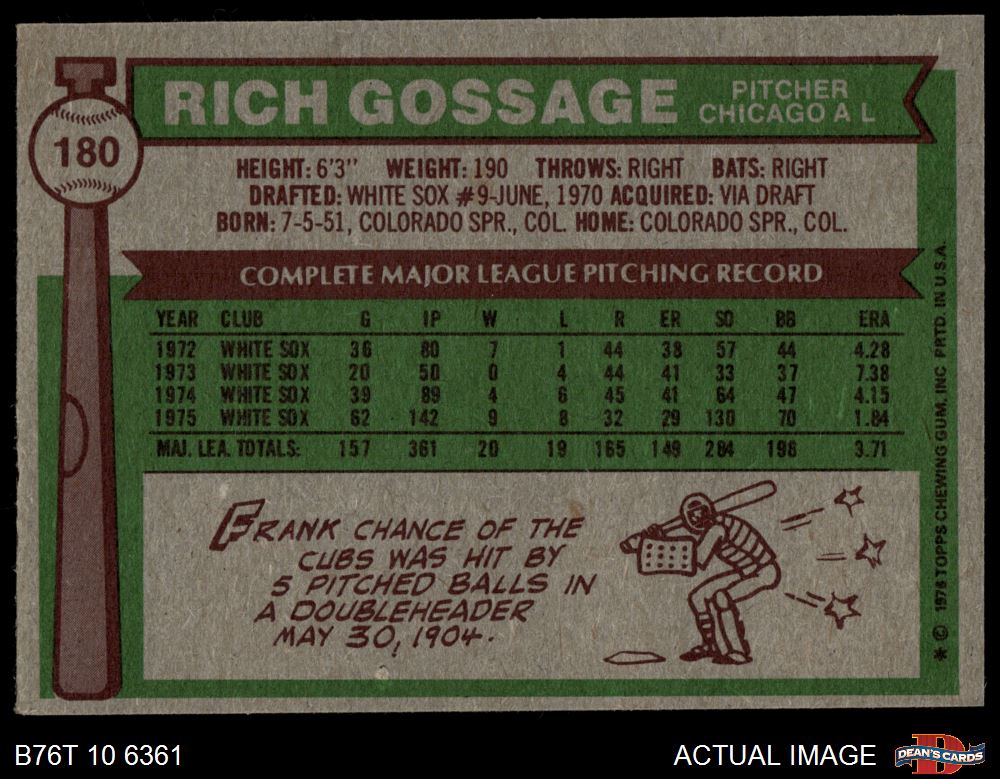 180
RICH GOSSAGE
PITCHER
CHICAGO A L
HEIGHT: 6'3" WEIGHT: 190 THROWS: RIGHT BATS: RIGHT
DRAFTED: WHITE SOX #9-JUNE, 1970 ACQUIRED: VIA DRAFT
BORN: 7-5-51, COLORADO SPR., COL. HOME: COLORADO SPR., COL.
COMPLETE MAJOR LEAGUE PITCHING RECORD
YEAR CLUB G IP W L R ER SO BB ERA
1972 WHITE SOX 36 80 7 1 44 38 57 44 4.28
1973 WHITE SOX 20 50 0 4 44 41 33 37 7.38
1974 WHITE SOX 39 89 4 6 45 41 64 47 4.15
1975 WHITE SOX 62 142 9 8 32 29 130 70 1.84
MAJ. LEA. TOTALS: 157 361 20 19 165 149 284 198 3.71
FRANK CHANCE OF THE
CUBS WAS HIT BY
5 PITCHED BALLS IN
A DOUBLEHEADER
MAY 30, 1904.
* © 1976 TOPPS CHEWING GUM, INC PRTD. IN U.S.A.
B76T 10 6361
ACTUAL IMAGE
DEAN'S CARDS